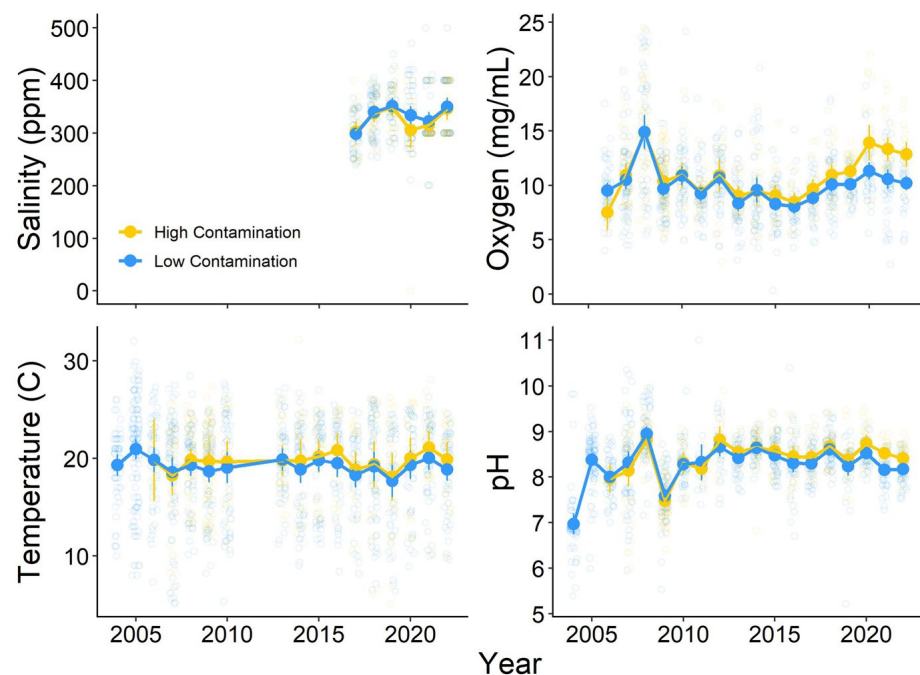 Salinity (ppm)
500
400
300
200
100
0
High Contamination
Low Contamination
Oxygen (mg/mL)
25
20
15
10
5
0
Temperature (C)
30
20
10
2005 2010 2015 2020
pH
11
10
9
8
7
6
5
2005 2010 2015 2020
Year